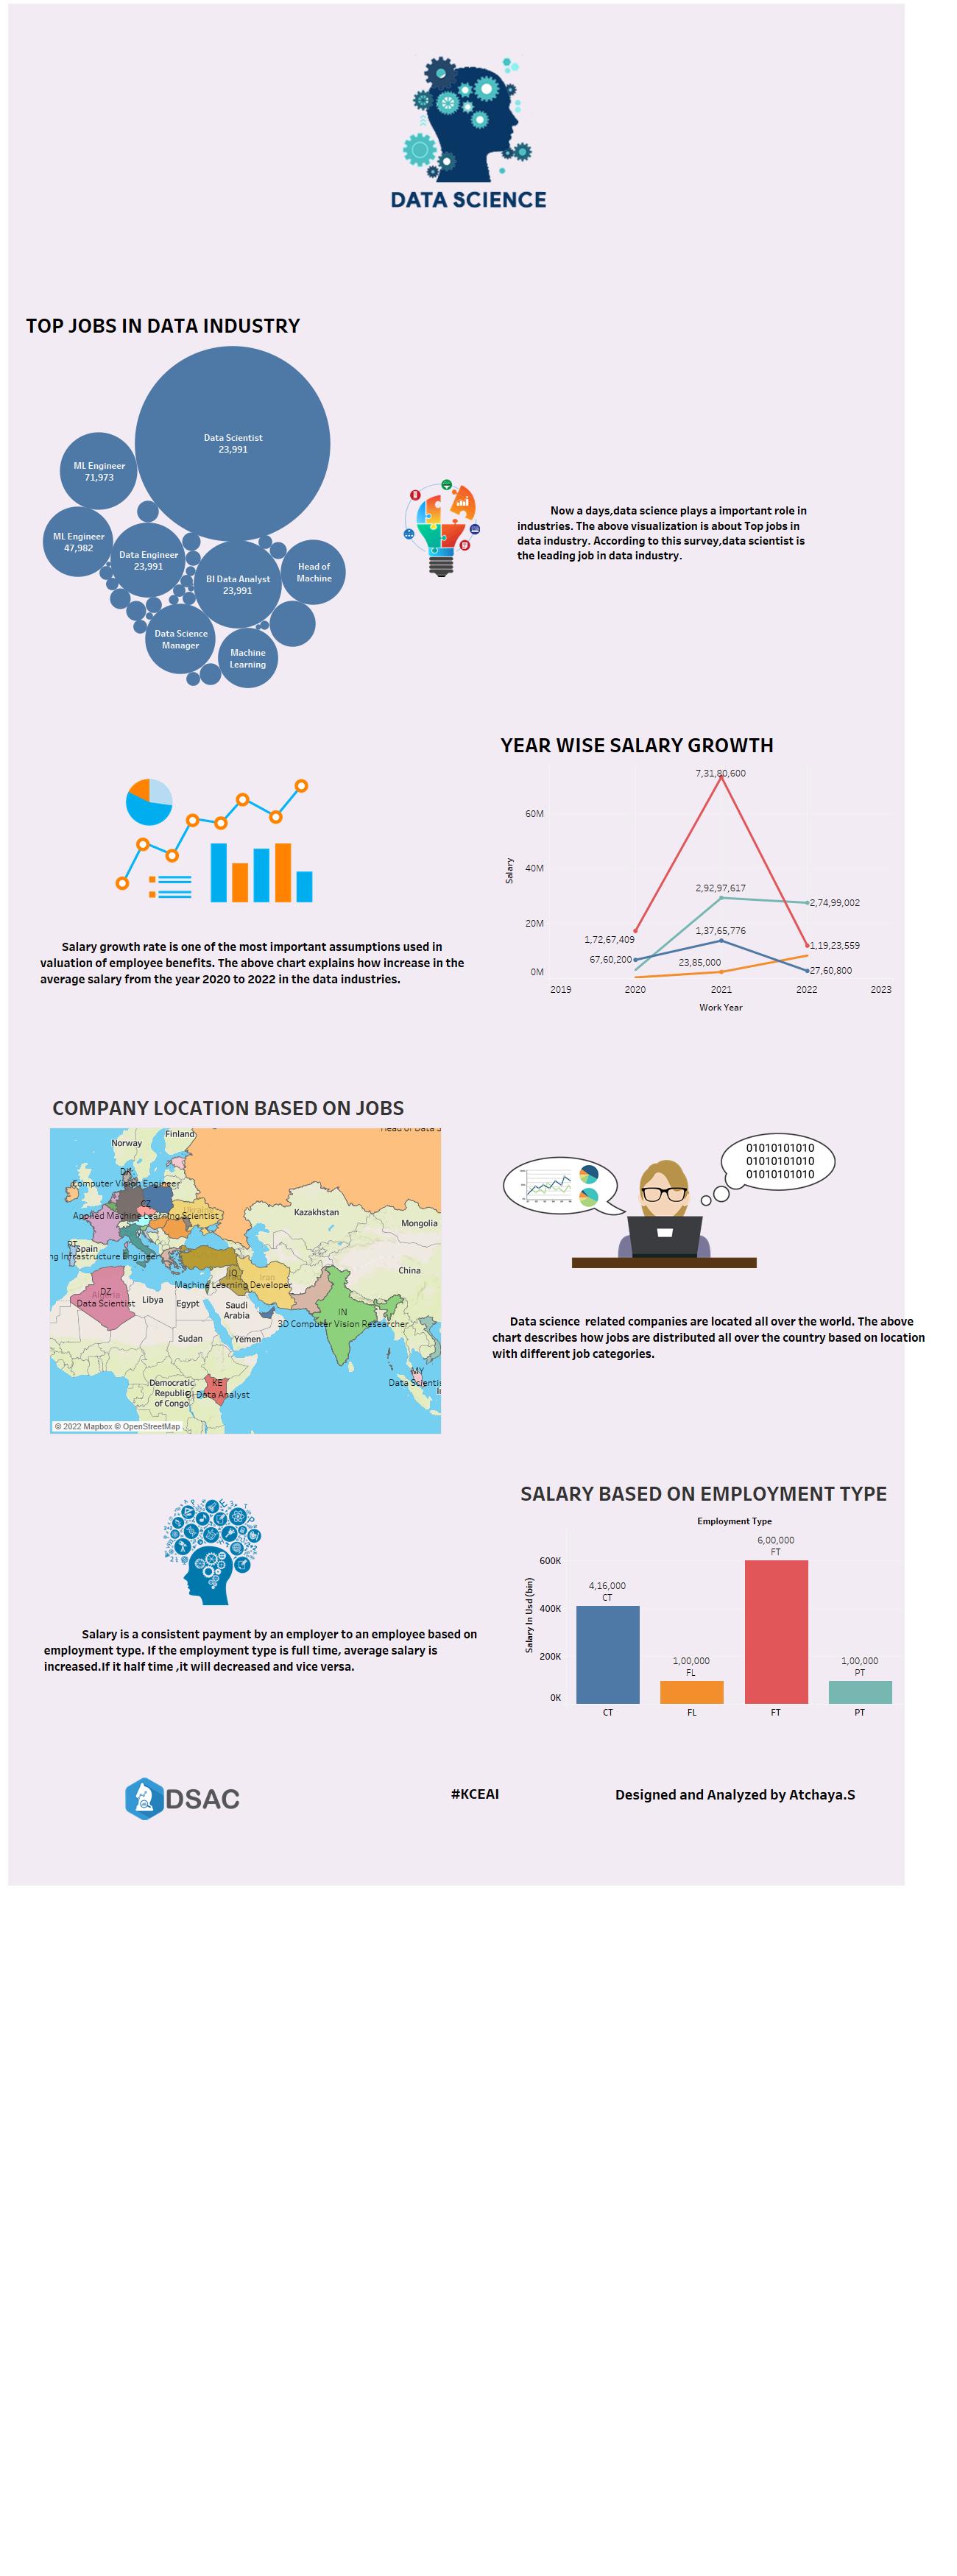 DATA SCIENCE
TOP JOBS IN DATA INDUSTRY
Data Scientist
23,991
ML Engineer
71,973
ML Engineer
47,982
Data Engineer
23,991
BI Data Analyst
23,991
Head of
Machine
Data Science
Manager
Machine
Learning
Now a days,data science plays a important role in
industries. The above visualization is about Top jobs in
data industry. According to this survey,data scientist is
the leading job in data industry.
YEAR WISE SALARY GROWTH
Salary
60M
40M
20M
0M
7,31,80,600
2,92,97,617
2,74,99,002
1,72,67,409
1,37,65,776
1,19,23,559
67,60,200
23,85,000
27,60,800
2019
2020
2021
2022
2023
Work Year
Salary growth rate is one of the most important assumptions used in
valuation of employee benefits. The above chart explains how increase in the
average salary from the year 2020 to 2022 in the data industries.
COMPANY LOCATION BASED ON JOBS
Finland
Norway
DK
Computer Vision Engineer
CZ
Applied Machine Learning Scientist
Ukraine
Kazakhstan
Mongolia
PT
Spain
ng Infrastructure Engineer
China
IQ
Iran
Machine Learning Developer
DZ
Data Scientist
Libya
Egypt
Saudi
Arabia
IN
3D Computer Vision Researcher
Sudan
Yemen
MY
Data Scientis
Democratic
Republic
of Congo
KE
BI Data Analyst
© 2022 Mapbox © OpenStreetMap
01010101010
01010101010
01010101010
Data science related companies are located all over the world. The above
chart describes how jobs are distributed all over the country based on location
with different job categories.
SALARY BASED ON EMPLOYMENT TYPE
Employment Type
Salary In Usd (bin)
600K
400K
200K
0K
4,16,000
CT
1,00,000
FL
6,00,000
FT
1,00,000
PT
CT
FL
FT
PT
Salary is a consistent payment by an employer to an employee based on
employment type. If the employment type is full time, average salary is
increased.If it half time ,it will decreased and vice versa.
DSAC
#KCEAI
Designed and Analyzed by Atchaya.S